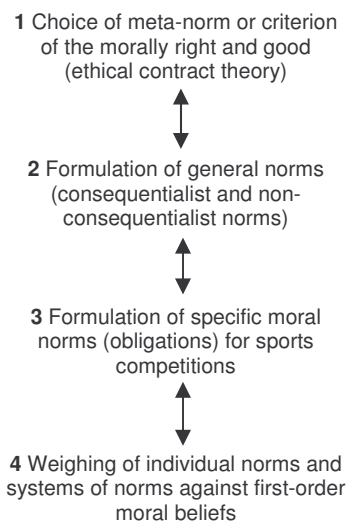 1 Choice of meta-norm or criterion
of the morally right and good
(ethical contract theory)
2 Formulation of general norms
(consequentialist and non-
consequentialist norms)
3 Formulation of specific moral
norms (obligations) for sports
competitions
4 Weighing of individual norms and
systems of norms against first-order
moral beliefs